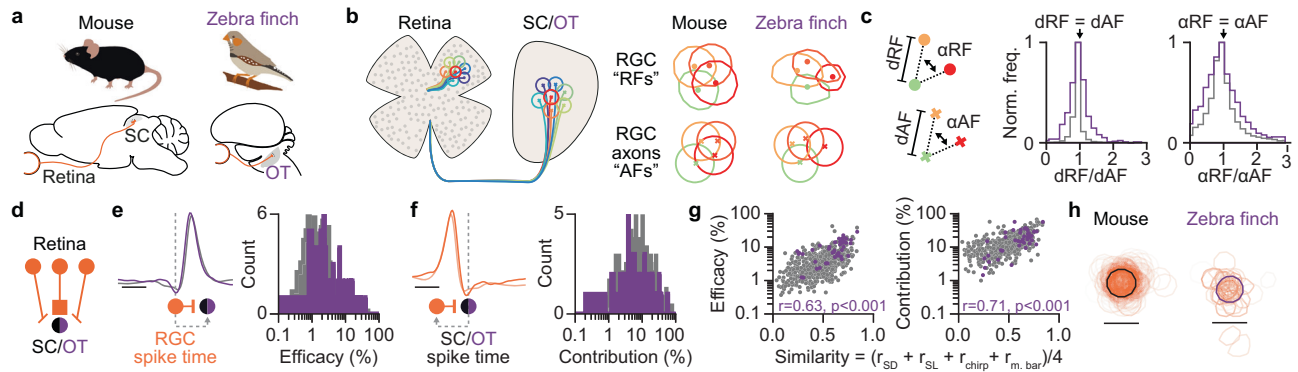 a
Mouse
Zebra finch
SC
Retina
OT
b
Retina
SC/OT
Mouse
Zebra finch
RGC
"RFs"
RGC
axons
"AFs"
c
dRF
αRF
dAF
αAF
dRF = dAF
Norm. freq.
1
0
0 1 2 3
dRF/dAF
αRF = αAF
1
0
0 1 2 3
αRF/αAF
d
Retina
SC/OT
e
RGC
spike time
6
Count
0
0.1 1 10 100
Efficacy (%)
f
SC/OT
spike time
5
Count
0
0.1 1 10 100
Contribution (%)
g
Efficacy (%)
100
10
1
0.1
r=0.63, p<0.001
0 0.5 1.0
Contribution (%)
100
10
1
0.1
r=0.71, p<0.001
0 0.5 1.0
Similarity = (rSD + rSL + rchirp + rm. bar)/4
h
Mouse
Zebra finch